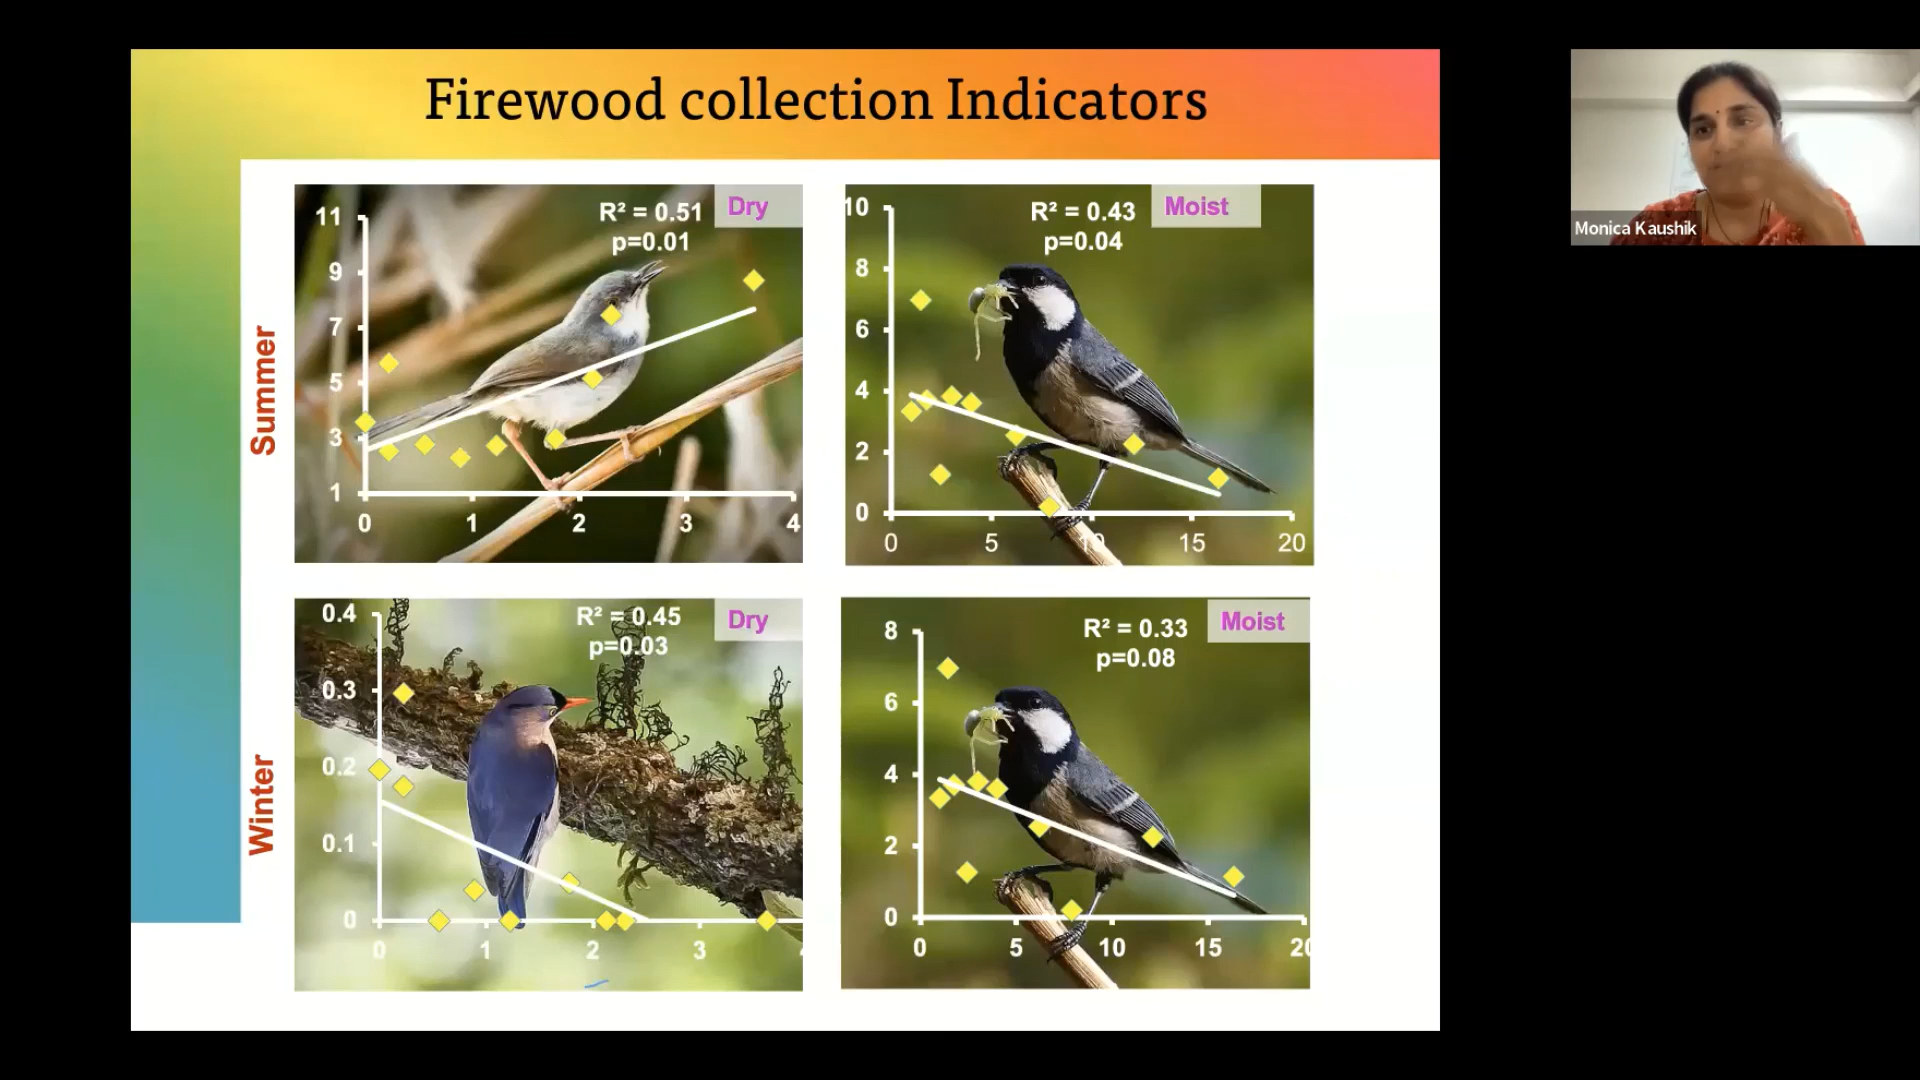 Firewood collection Indicators
Monica Kaushik
Summer
11
9
7
5
3
1
0 1 2 3 4
R² = 0.51
p=0.01
Dry
10
8
6
4
2
0
0 5 10 15 20
R² = 0.43
p=0.04
Moist
Winter
0.4
0.3
0.2
0.1
0
0 1 2 3
R² = 0.45
p=0.03
Dry
8
6
4
2
0
0 5 10 15 20
R² = 0.33
p=0.08
Moist